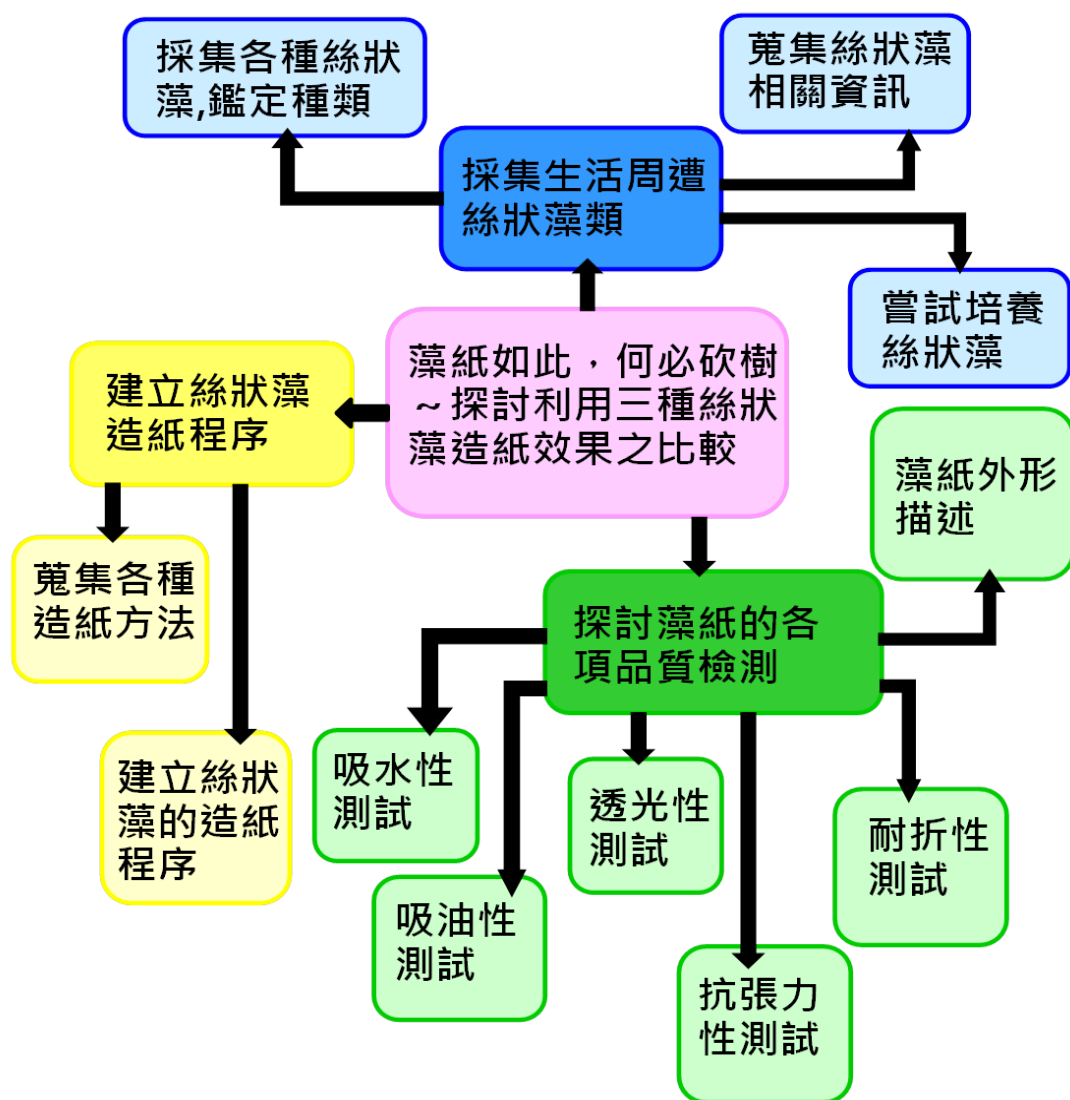 採集各種絲狀
藻,鑑定種類
蒐集絲狀藻
相關資訊
採集生活周遭
絲狀藻類
嘗試培養
絲狀藻
藻紙如此，何必砍樹
～探討利用三種絲狀
藻造紙效果之比較
建立絲狀藻
造紙程序
藻紙外形
描述
蒐集各種
造紙方法
探討藻紙的各
項品質檢測
建立絲狀
藻的造紙
程序
吸水性
測試
透光性
測試
耐折性
測試
吸油性
測試
抗張力
性測試